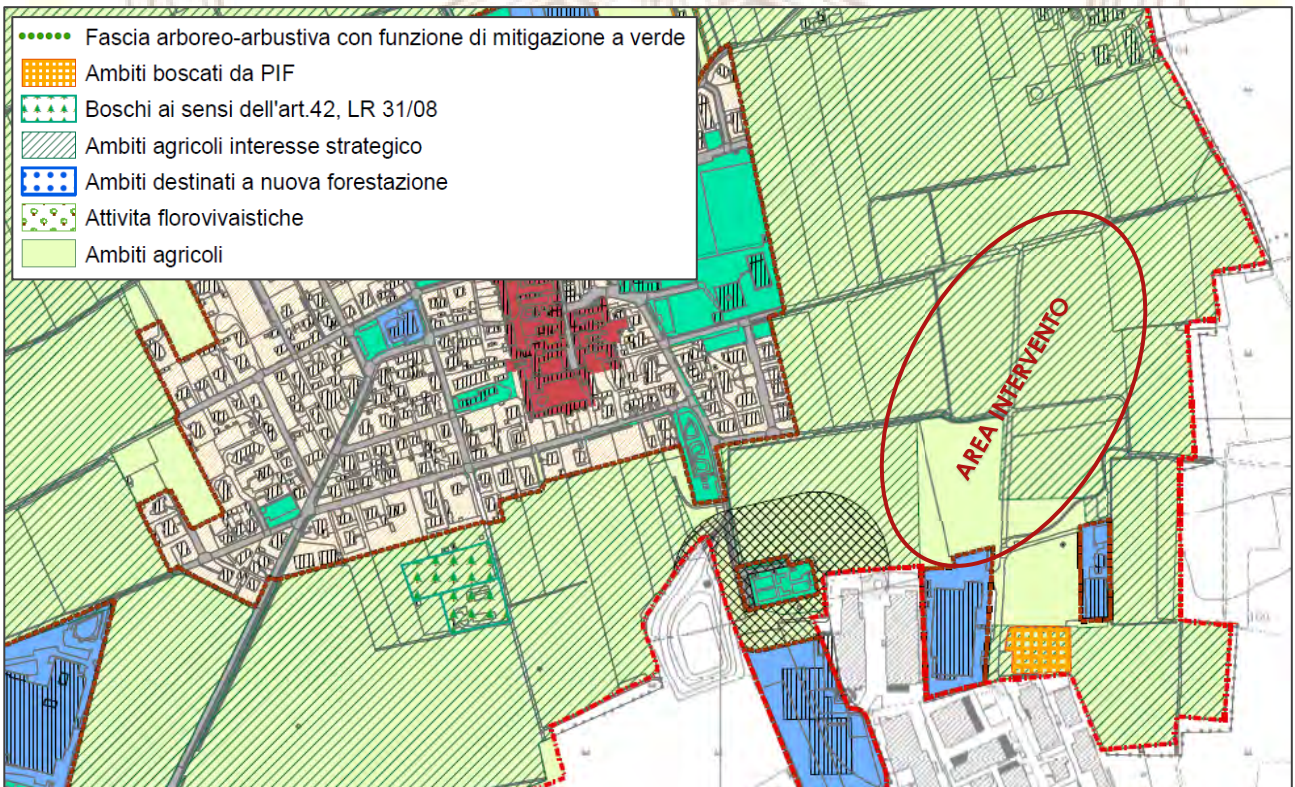 Fascia arboreo-arbustiva con funzione di mitigazione a verde
Ambiti boscati da PIF
Boschi ai sensi dell'art.42, LR 31/08
Ambiti agricoli interesse strategico
Ambiti destinati a nuova forestazione
Attivita florovivaistiche
Ambiti agricoli
AREA INTERVENTO